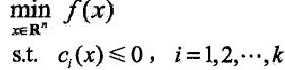 min f(x)
x∈Rⁿ
s.t. cᵢ(x) ⩽ 0 , i=1,2,⋯,k